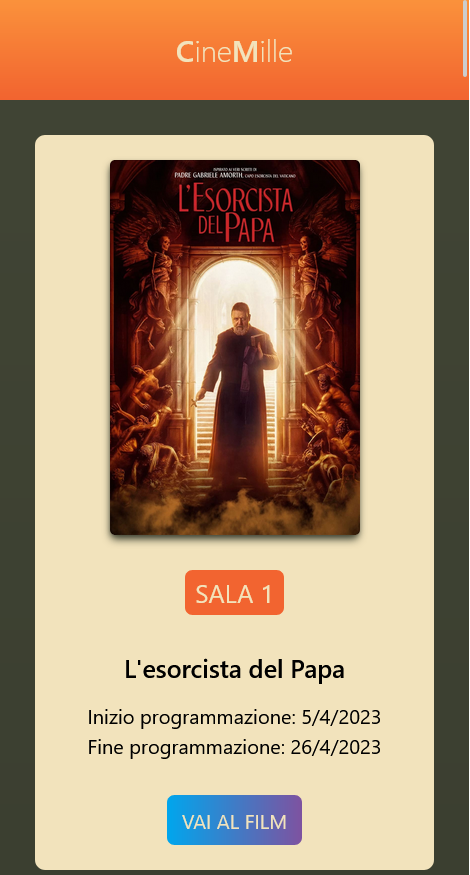 CineMille
ISPIRATO AI VERI SCRITTI DI
PADRE GABRIELE AMORTH, CAPO ESORCISTA DEL VATICANO
L'ESORCISTA
DEL PAPA
SALA 1
L'esorcista del Papa
Inizio programmazione: 5/4/2023
Fine programmazione: 26/4/2023
VAI AL FILM